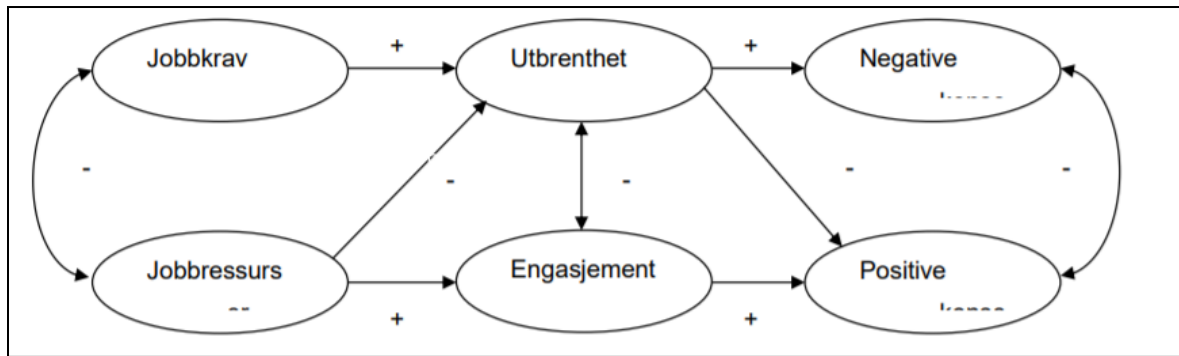 Jobbkrav + Utbrenthet + Negative
- - - - -
Jobbressurs Engasjement Positive
+ +